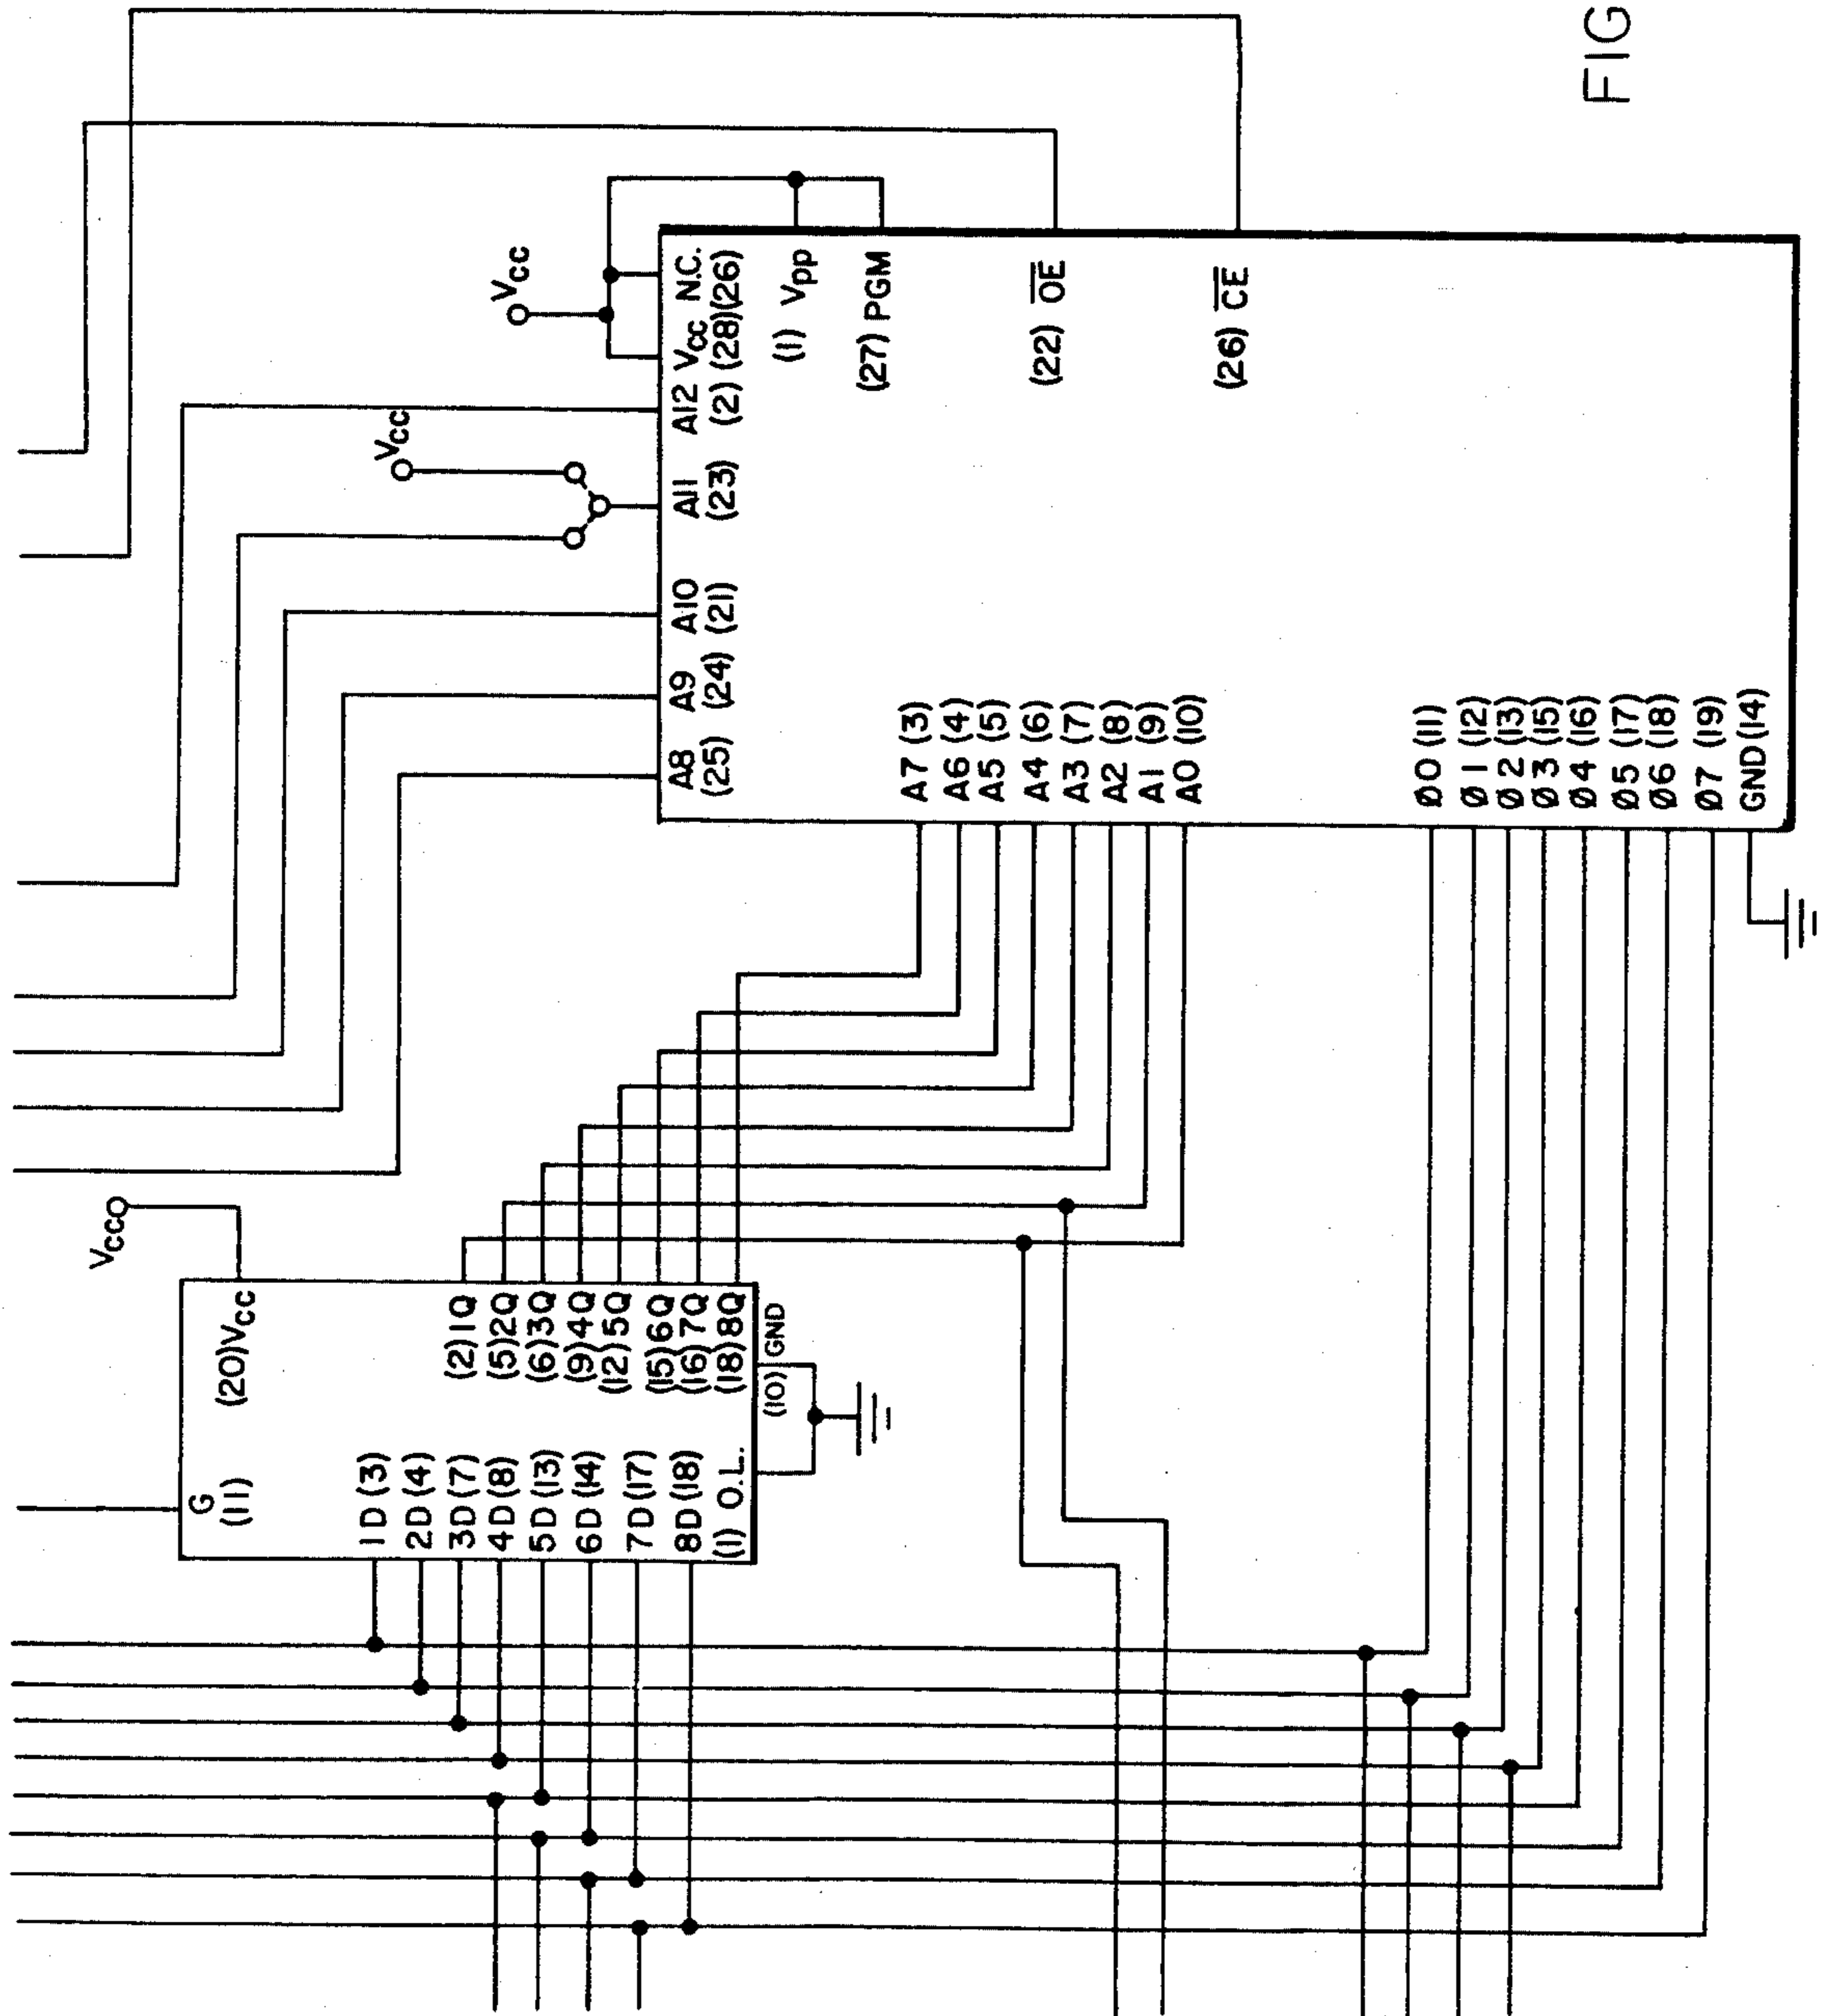 FIG
Vcc
Vcc
Vcc
A8
(25)
A9
(24)
A10
(21)
A11
(23)
A12
(2)
Vcc
(28)
N.C.
(26)
(1) Vpp
(27) PGM
(22) OE
(26) CE
A7 (3)
A6 (4)
A5 (5)
A4 (6)
A3 (7)
A2 (8)
A1 (9)
A0 (10)
Ø0 (11)
Ø1 (12)
Ø2 (13)
Ø3 (15)
Ø4 (16)
Ø5 (17)
Ø6 (18)
Ø7 (19)
GND (14)
G
(11)
(20) Vcc
1D (3)
2D (4)
3D (7)
4D (8)
5D (13)
6D (14)
7D (17)
8D (18)
(1) O.L.
(2) 1Q
(5) 2Q
(6) 3Q
(9) 4Q
(12) 5Q
(15) 6Q
(16) 7Q
(18) 8Q
(10) GND